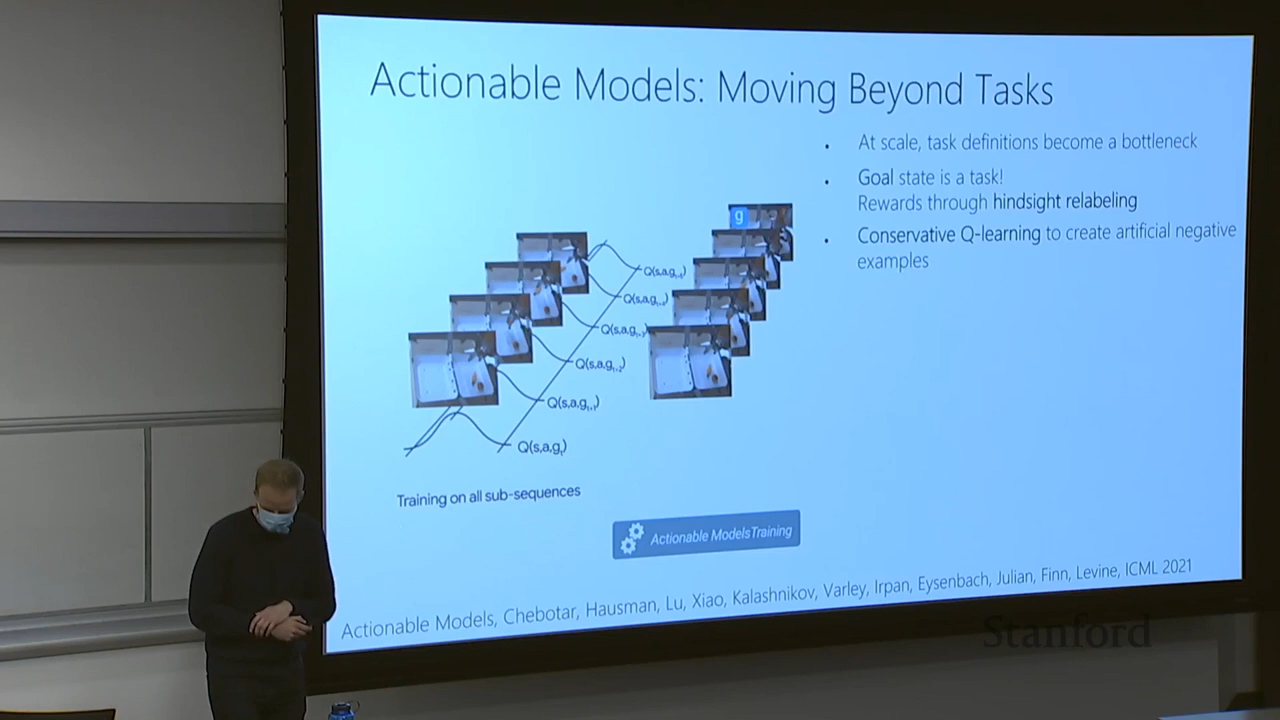 Actionable Models: Moving Beyond Tasks
• At scale, task definitions become a bottleneck
• Goal state is a task!
Rewards through hindsight relabeling
• Conservative Q-learning to create artificial negative
examples
g
Training on all sub-sequences
Q(s,a,g
Q(s,a,g
Q(s,a,g
Q(s,a,g
Q(s,a,g
Q(s,a,g
Actionable Models Training
Actionable Models, Chebotar, Hausman, Lu, Xiao, Kalashnikov, Varley, Irpan, Eysenbach, Julian, Finn, Levine, ICML 2021
Stanford